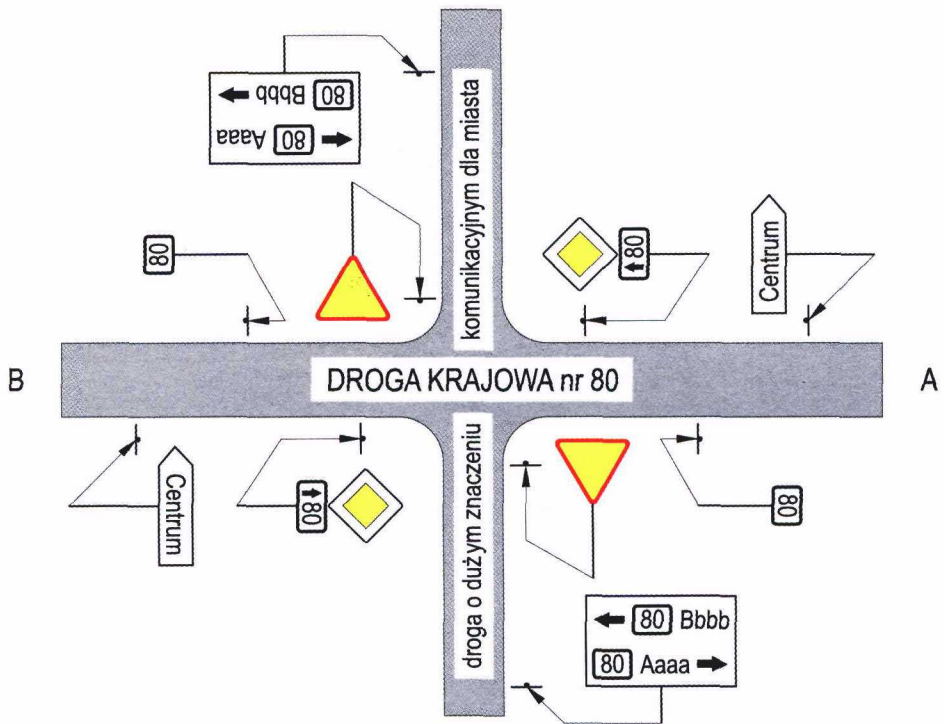 80 Bbbb
80 Aaaa
komunikacyjnym dla miasta
80
80
Centrum
B
DROGA KRAJOWA nr 80
A
Centrum
80
droga o dużym znaczeniu
80
80 Bbbb
80 Aaaa